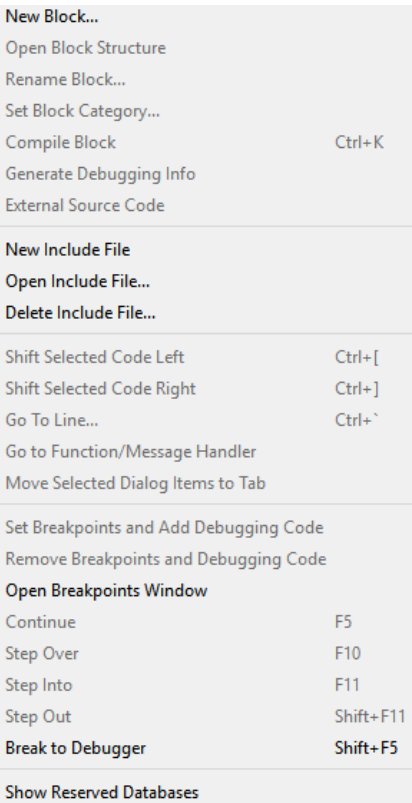 New Block...
Open Block Structure
Rename Block...
Set Block Category...
Compile Block Ctrl+K
Generate Debugging Info
External Source Code
New Include File
Open Include File...
Delete Include File...
Shift Selected Code Left Ctrl+[
Shift Selected Code Right Ctrl+]
Go To Line... Ctrl+`
Go to Function/Message Handler
Move Selected Dialog Items to Tab
Set Breakpoints and Add Debugging Code
Remove Breakpoints and Debugging Code
Open Breakpoints Window
Continue F5
Step Over F10
Step Into F11
Step Out Shift+F11
Break to Debugger Shift+F5
Show Reserved Databases